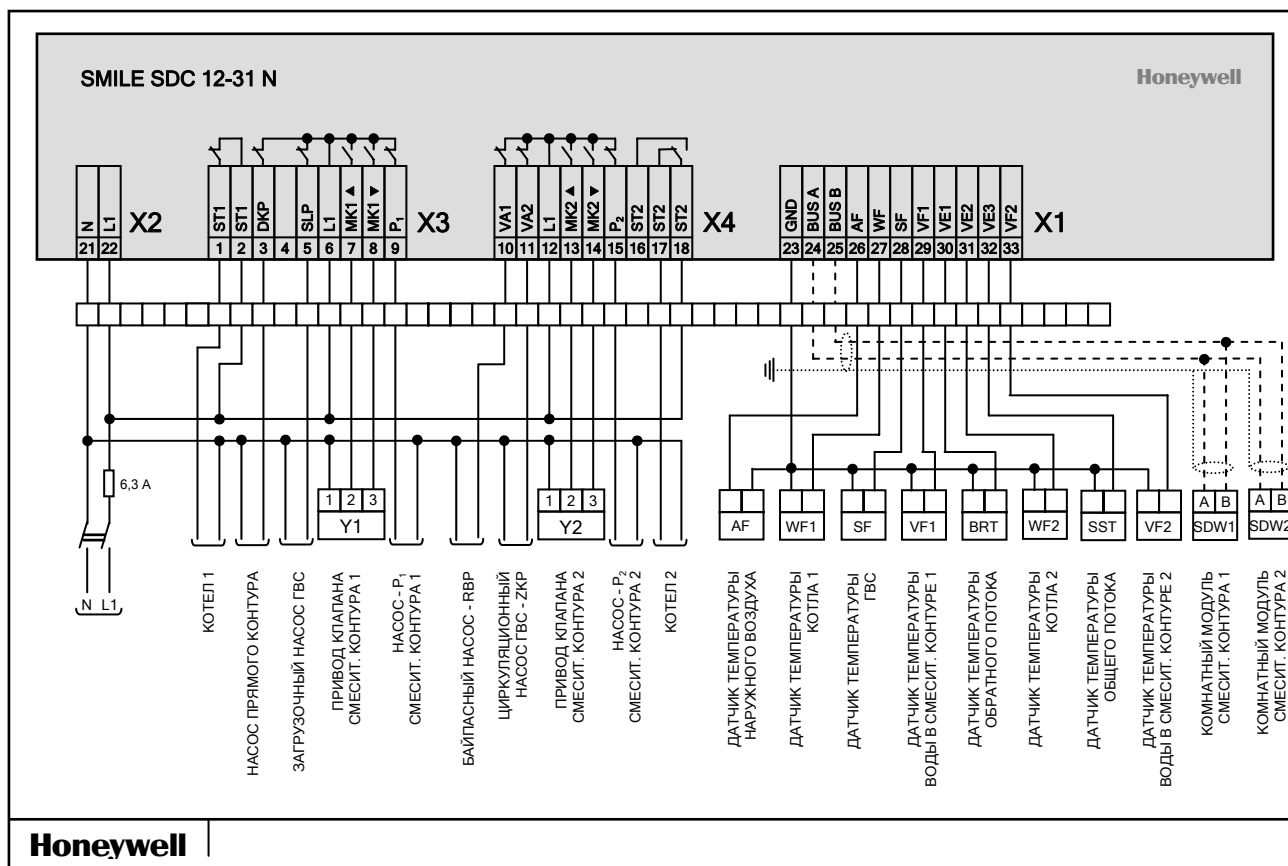 SMILE SDC 12-31 N
Honeywell
N
L1
X2
ST1
ST1
DKP
SLP
L1
MK1 ▲
MK1 ▼
P1
X3
VA1
VA2
L1
MK2 ▲
MK2 ▼
P2
ST2
ST2
ST2
X4
GND
BUS A
BUS B
AF
WF
SF
VF1
VE1
VE2
VE3
VF2
X1
21 22
1 2 3 4 5 6 7 8 9
10 11 12 13 14 15 16 17 18
23 24 25 26 27 28 29 30 31 32 33
6,3 A
1 2 3
Y1
1 2 3
Y2
AF
WF1
SF
VF1
BRT
WF2
SST
VF2
A B
SDW1
A B
SDW2
N L1
КОТЕЛ 1
НАСОС ПРЯМОГО КОНТУРА
ЗАГРУЗОЧНЫЙ НАСОС ГВС
ПРИВОД КЛАПАНА
СМЕСИТ. КОНТУРА 1
НАСОС - P1
СМЕСИТ. КОНТУРА 1
БАЙПАСНЫЙ НАСОС - RBP
ЦИРКУЛЯЦИОННЫЙ
НАСОС ГВС - ZKP
ПРИВОД КЛАПАНА
СМЕСИТ. КОНТУРА 2
НАСОС - P2
СМЕСИТ. КОНТУРА 2
КОТЕЛ 2
ДАТЧИК ТЕМПЕРАТУРЫ
НАРУЖНОГО ВОЗДУХА
ДАТЧИК ТЕМПЕРАТУРЫ
КОТЛА 1
ДАТЧИК ТЕМПЕРАТУРЫ
ГВС
ДАТЧИК ТЕМПЕРАТУРЫ
ВОДЫ В СМЕСИТ. КОНТУРЕ 1
ДАТЧИК ТЕМПЕРАТУРЫ
ОБРАТНОГО ПОТОКА
ДАТЧИК ТЕМПЕРАТУРЫ
КОТЛА 2
ДАТЧИК ТЕМПЕРАТУРЫ
ОБЩЕГО ПОТОКА
ДАТЧИК ТЕМПЕРАТУРЫ
ВОДЫ В СМЕСИТ. КОНТУРЕ 2
КОМНАТНЫЙ МОДУЛЬ
СМЕСИТ. КОНТУРА 1
КОМНАТНЫЙ МОДУЛЬ
СМЕСИТ. КОНТУРА 2
Honeywell